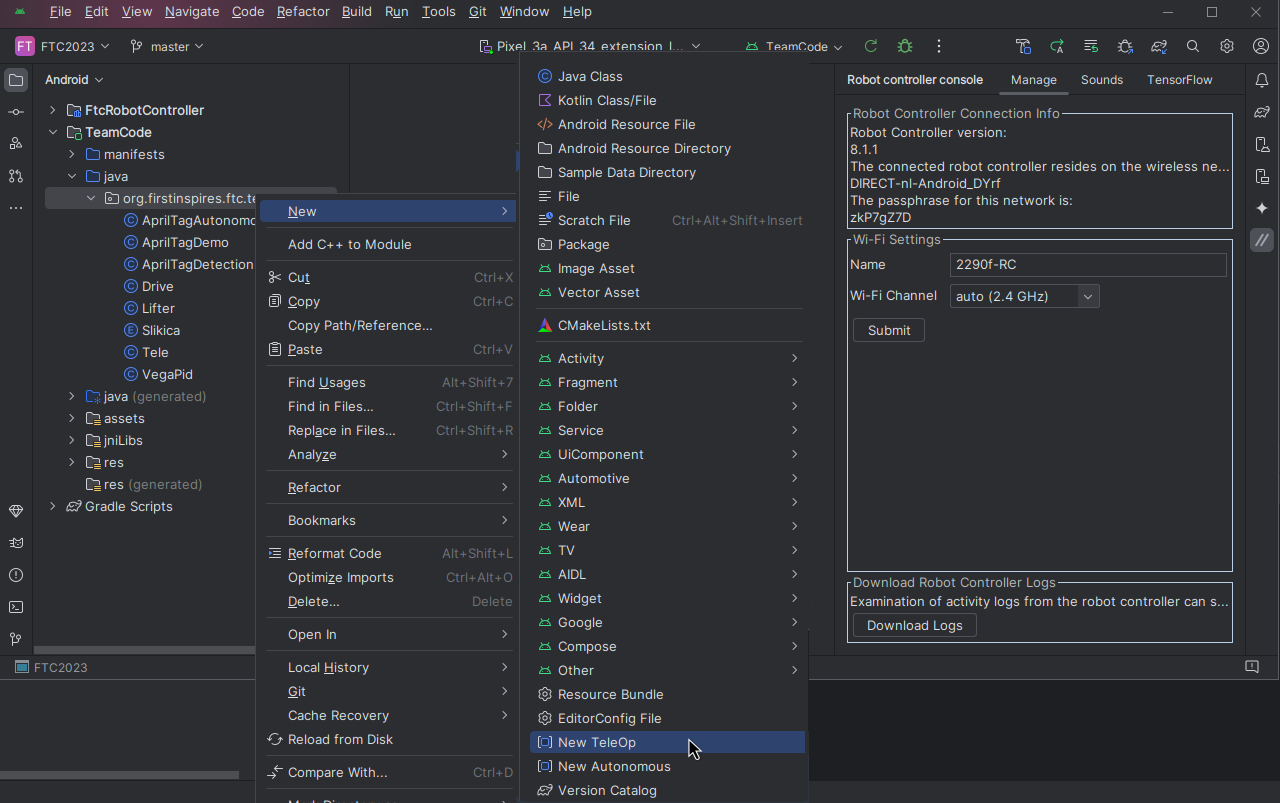 File Edit View Navigate Code Refactor Build Run Tools Git Window Help
FT FTC2023 master Pixel_3a_API_34_extension_l... TeamCode
Android
FtcRobotController
TeamCode
manifests
java
org.firstinspires.ftc.te
AprilTagAutonomo
AprilTagDemo
AprilTagDetection
Drive
Lifter
Slikica
Tele
VegaPid
java (generated)
assets
jniLibs
res
res (generated)
Gradle Scripts
FTC2023
New
Add C++ to Module
Cut Ctrl+X
Copy Ctrl+C
Copy Path/Reference...
Paste Ctrl+V
Find Usages Alt+Shift+7
Find in Files... Ctrl+Shift+F
Replace in Files... Ctrl+Shift+R
Analyze
Refactor
Bookmarks
Reformat Code Alt+Shift+L
Optimize Imports Ctrl+Alt+O
Delete... Delete
Open In
Local History
Git
Cache Recovery
Reload from Disk
Compare With... Ctrl+D
Java Class
Kotlin Class/File
Android Resource File
Android Resource Directory
Sample Data Directory
File
Scratch File Ctrl+Alt+Shift+Insert
Package
Image Asset
Vector Asset
CMakeLists.txt
Activity
Fragment
Folder
Service
UiComponent
Automotive
XML
Wear
TV
AIDL
Widget
Google
Compose
Other
Resource Bundle
EditorConfig File
New TeleOp
New Autonomous
Version Catalog
Robot controller console Manage Sounds TensorFlow
Robot Controller Connection Info
Robot Controller version:
8.1.1
The connected robot controller resides on the wireless ne...
DIRECT-nl-Android_DYrf
The passphrase for this network is:
zkP7gZ7D
Wi-Fi Settings
Name 2290f-RC
Wi-Fi Channel auto (2.4 GHz)
Submit
Download Robot Controller Logs
Examination of activity logs from the robot controller can s...
Download Logs